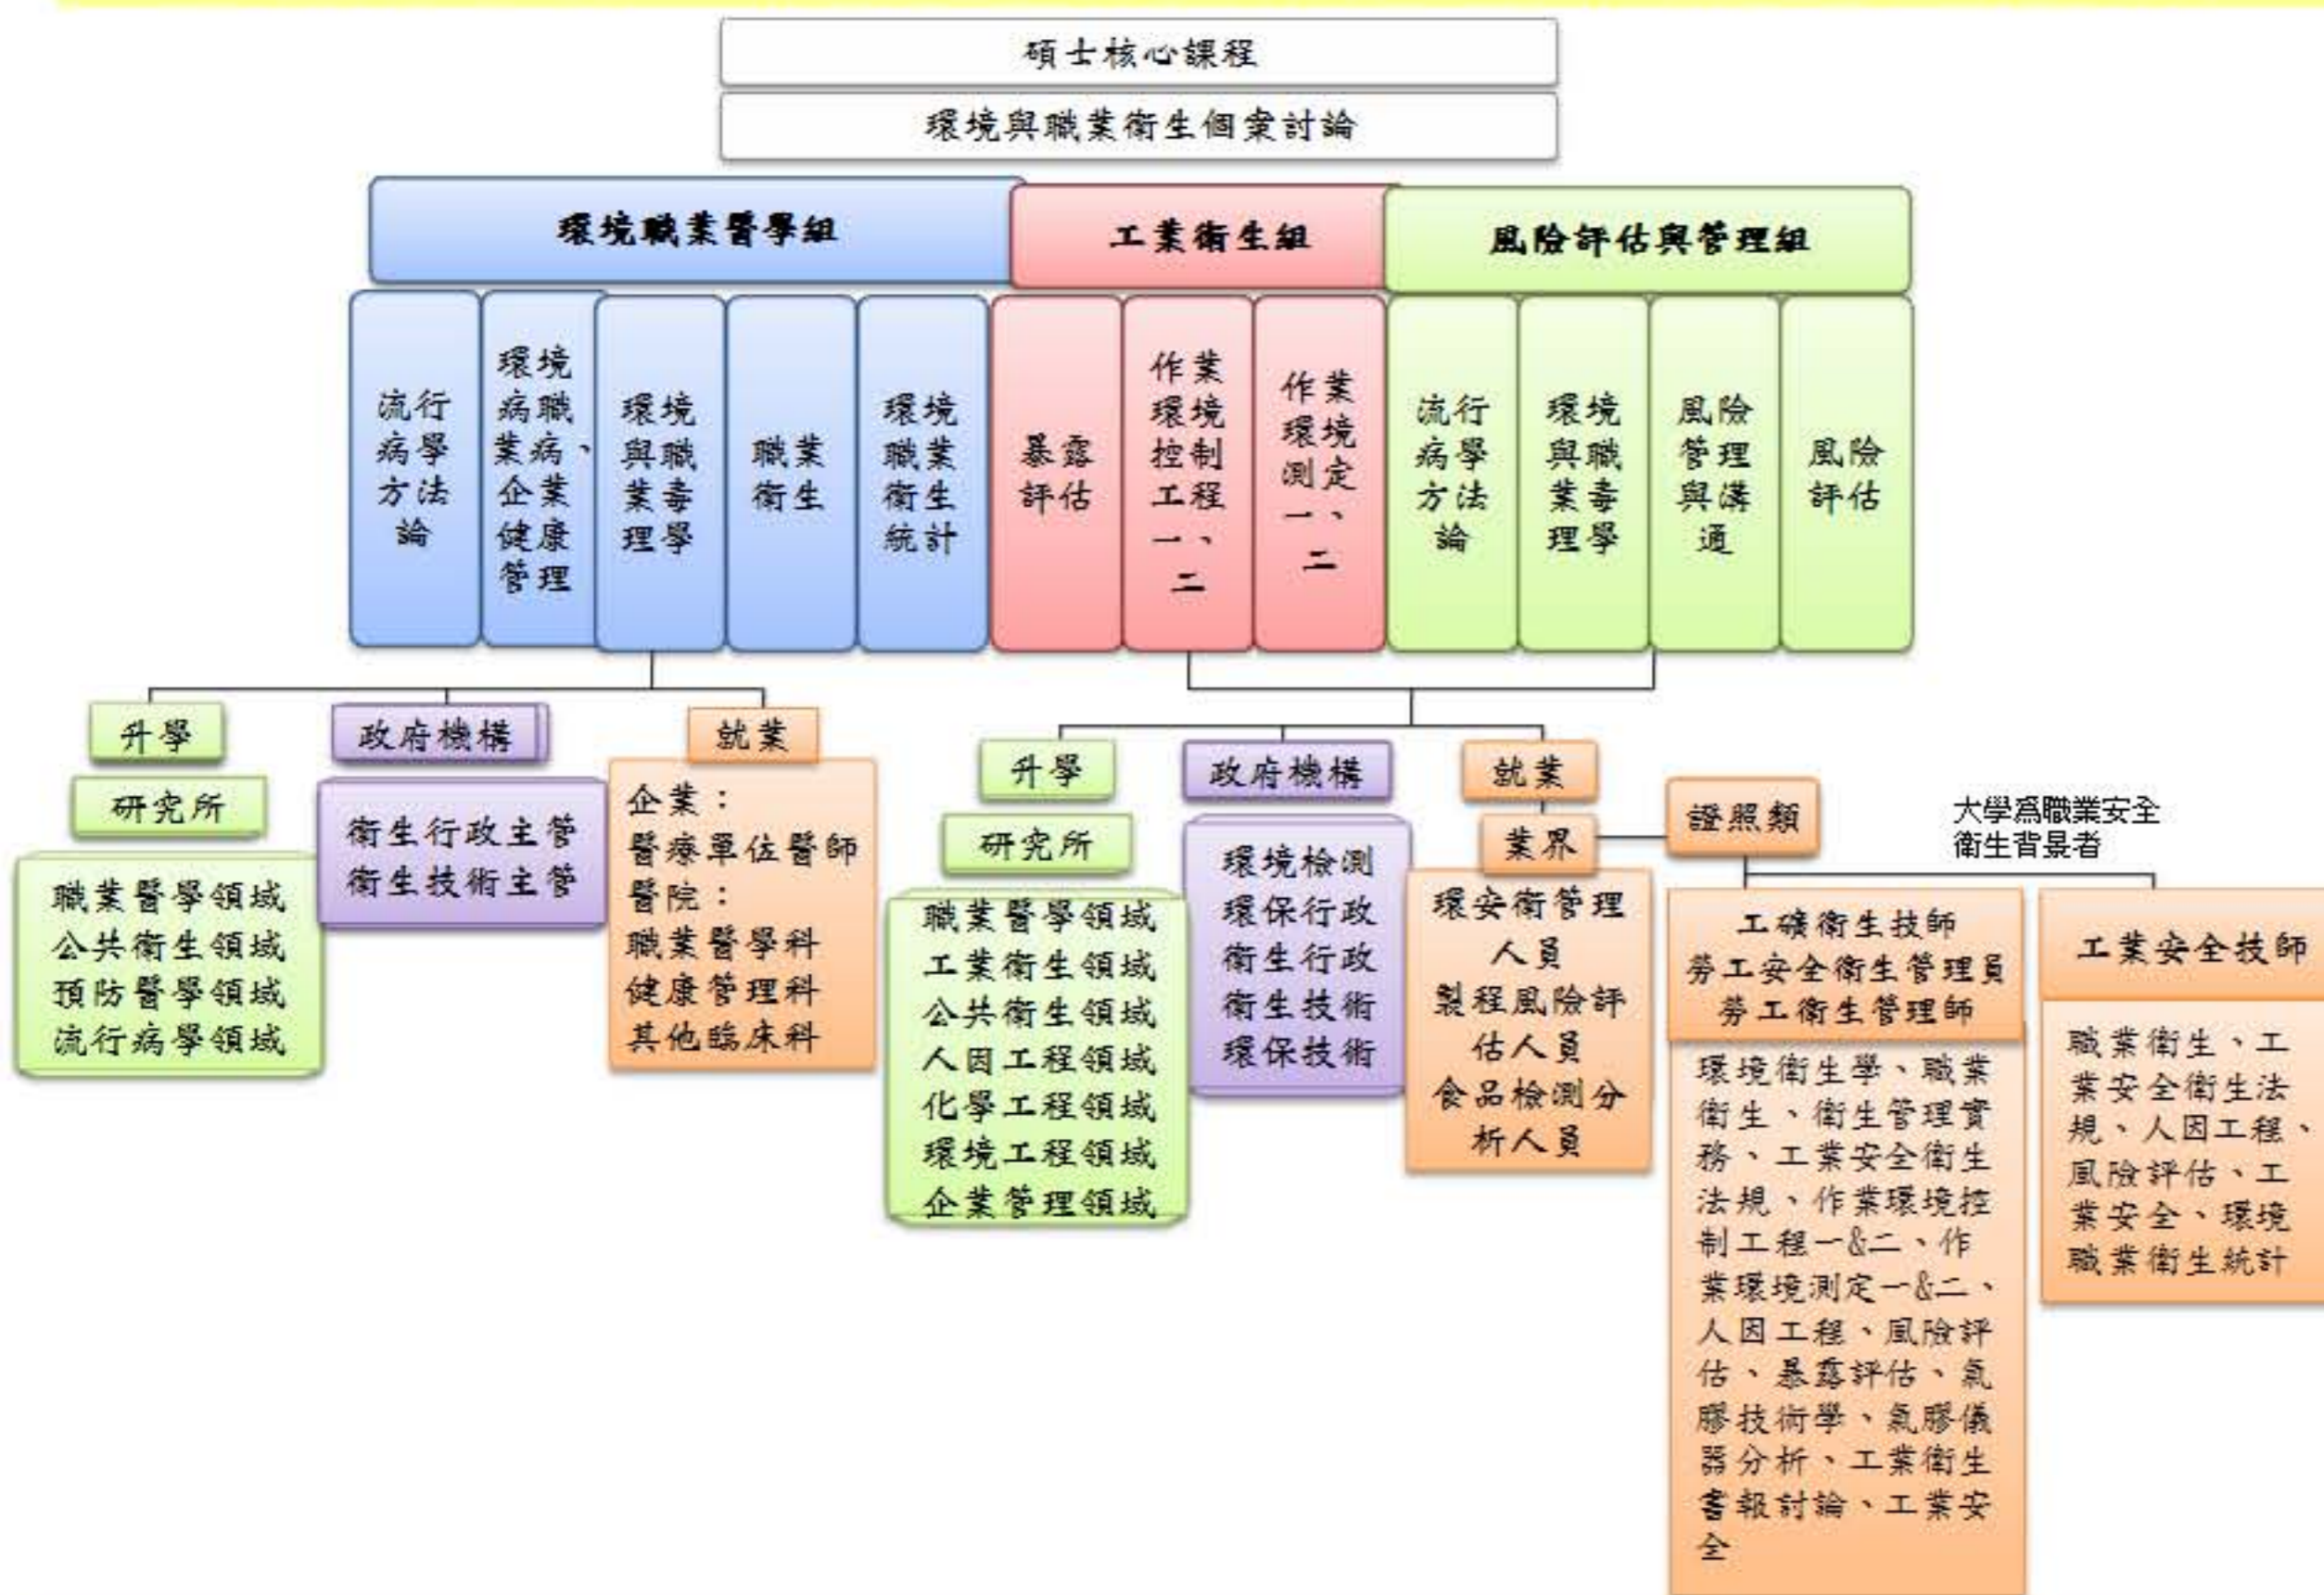 碩士核心課程
環境與職業衛生個案討論
環境職業醫學組
工業衛生組
風險評估與管理組
流行
病學
方法
論
環境
病職
業病、
企業
健康
管理
環境
與職
業毒
理學
職業
衛生
環境
職業
衛生
統計
暴露
評估
作業
環境
控制
工程
一、
二
作業
環境
測定
一、
二
流行
病學
方法
論
環境
與職
業毒
理學
風險
管理
與溝
通
風險
評估
升學
研究所
職業醫學領域
公共衛生領域
預防醫學領域
流行病學領域
政府機構
衛生行政主管
衛生技術主管
就業
企業：
醫療單位醫師
醫院：
職業醫學科
健康管理科
其他臨床科
升學
研究所
職業醫學領域
工業衛生領域
公共衛生領域
人因工程領域
化學工程領域
環境工程領域
企業管理領域
政府機構
環境檢測
環保行政
衛生行政
衛生技術
環保技術
就業
業界
環安衛管理
人員
製程風險評
估人員
食品檢測分
析人員
證照類
大學為職業安全
衛生背景者
工礦衛生技師
勞工安全衛生管理員
勞工衛生管理師
環境衛生學、職業
衛生、衛生管理實
務、工業安全衛生
法規、作業環境控
制工程一&二、作
業環境測定一&二、
人因工程、風險評
估、暴露評估、氣
膠技術學、氣膠儀
器分析、工業衛生
書報討論、工業安
全
工業安全技師
職業衛生、工
業安全衛生法
規、人因工程、
風險評估、工
業安全、環境
職業衛生統計